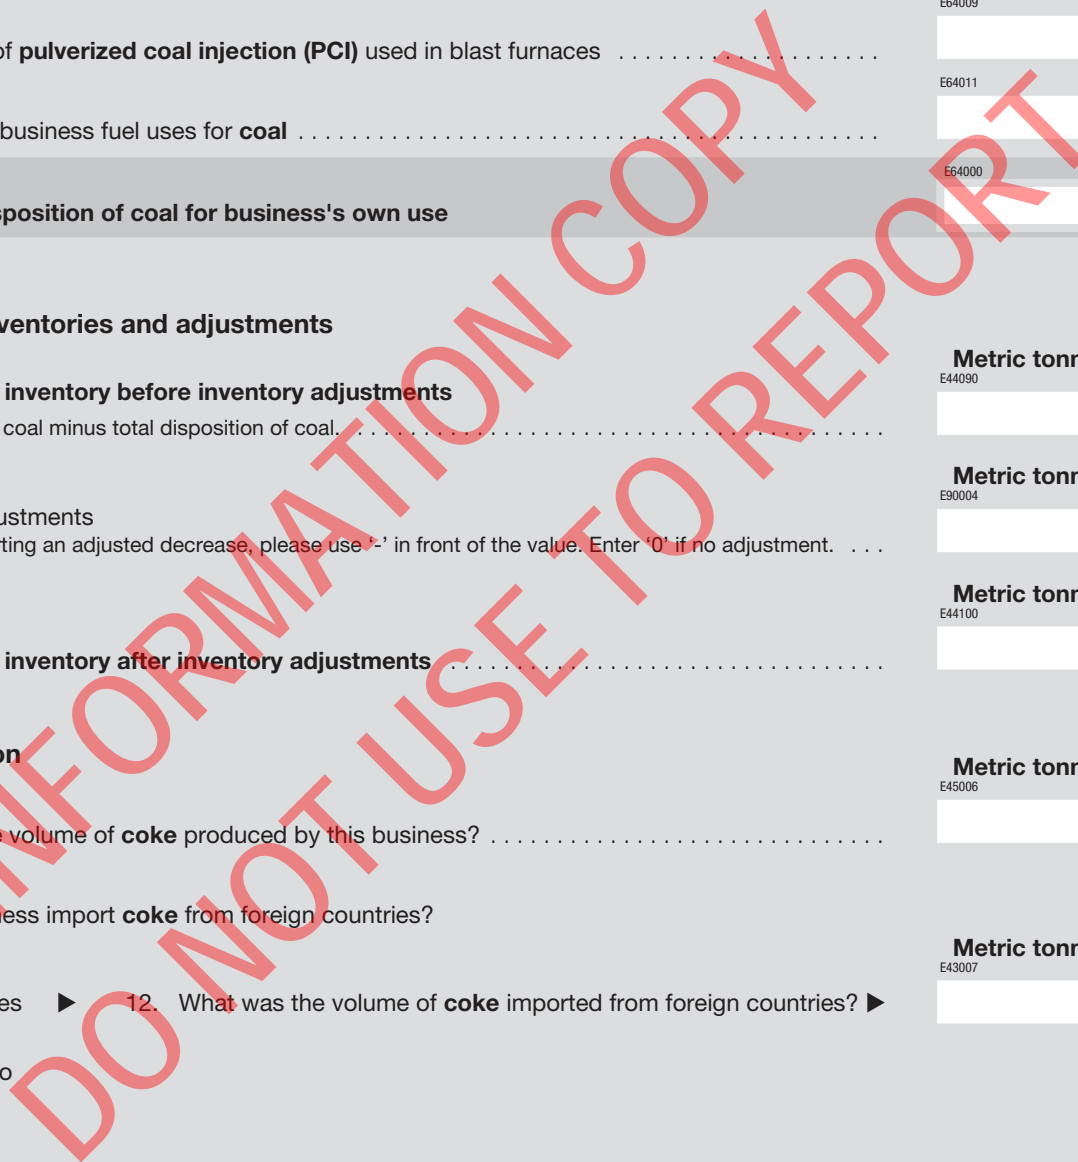 E64009
of pulverized coal injection (PCI) used in blast furnaces . . . . . . . . . . . . . . . . . . . .
E64011
business fuel uses for coal . . . . . . . . . . . . . . . . . . . . . . . . . . . . . . . . . . . . . . . . . . . .
E64000
sposition of coal for business's own use
ventories and adjustments
Metric tonn
inventory before inventory adjustments
E44090
coal minus total disposition of coal. . . . . . . . . . . . . . . . . . . . . . . . . . . . . . . . . . . . . . . . . .
Metric tonn
E90004
ustments
rting an adjusted decrease, please use ‘-’ in front of the value. Enter ‘0’ if no adjustment. . . .
Metric tonn
E44100
inventory after inventory adjustments . . . . . . . . . . . . . . . . . . . . . . . . . . . . . . . . .
on
Metric tonn
E45006
e volume of coke produced by this business? . . . . . . . . . . . . . . . . . . . . . . . . . . . . . .
ness import coke from foreign countries?
Metric tonn
E43007
es ▶ 12. What was the volume of coke imported from foreign countries? ▶
o
INFORMATION COPY
DO NOT USE TO REPORT